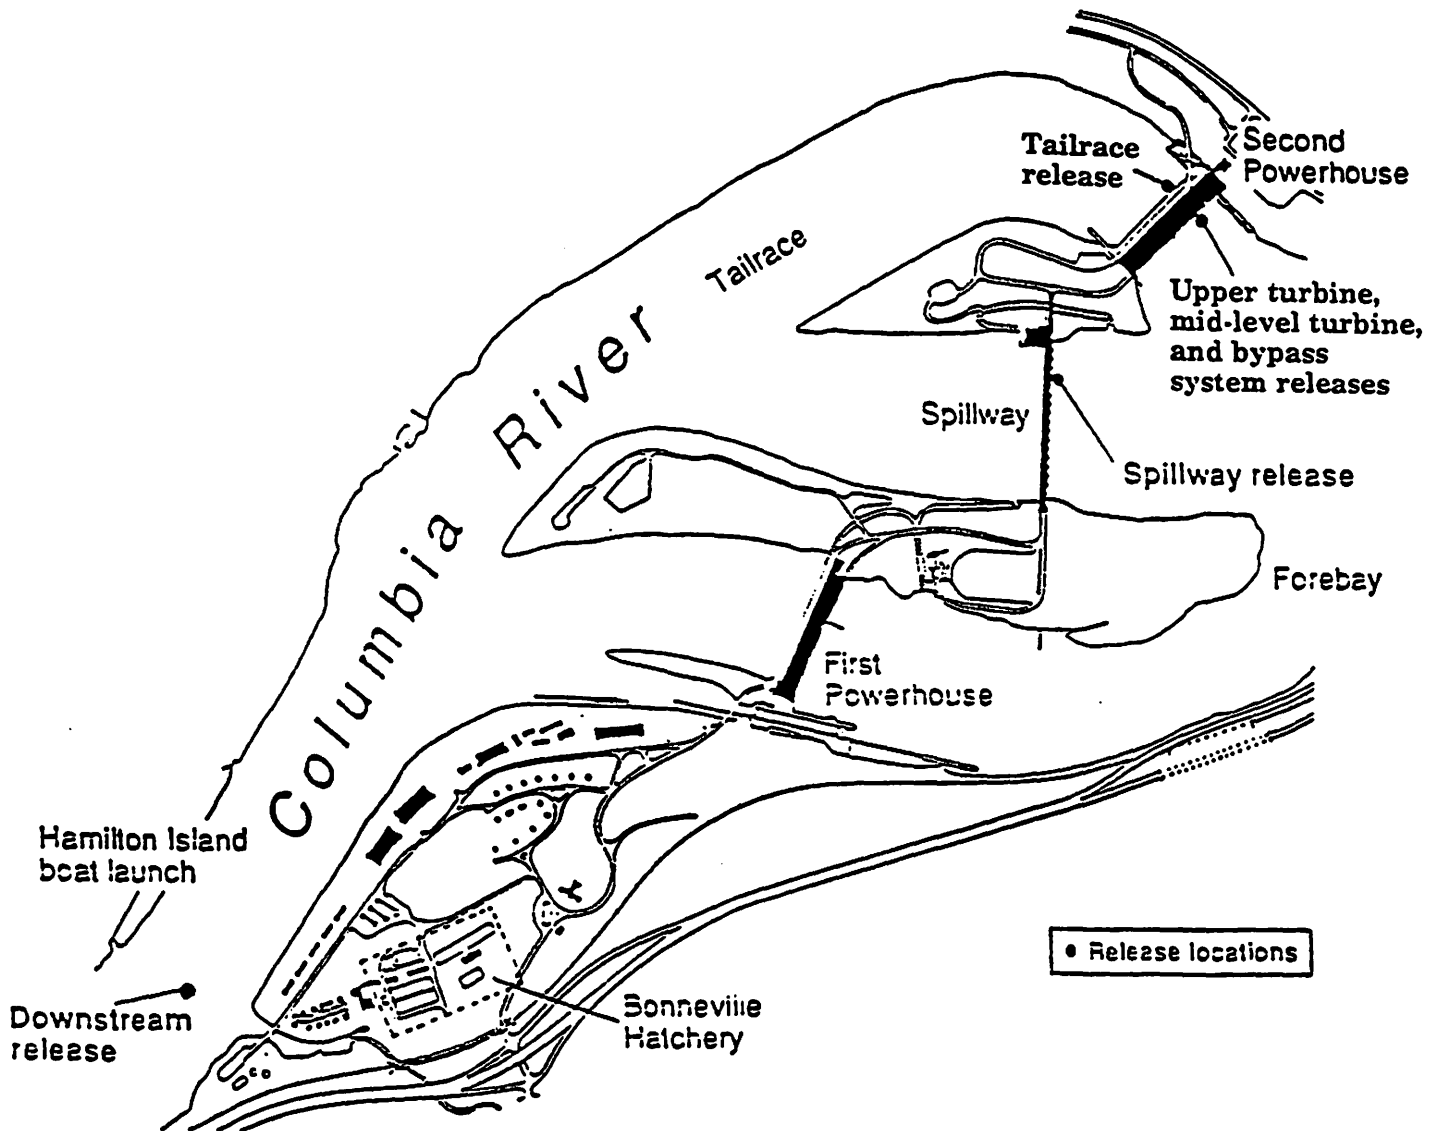 Second
Powerhouse
Tailrace
release
Tailrace
Upper turbine,
mid-level turbine,
and bypass
system releases
Columbia River
Spillway
Spillway release
Forebay
First
Powerhouse
Hamilton Island
boat launch
Release locations
Downstream
release
Bonneville
Hatchery